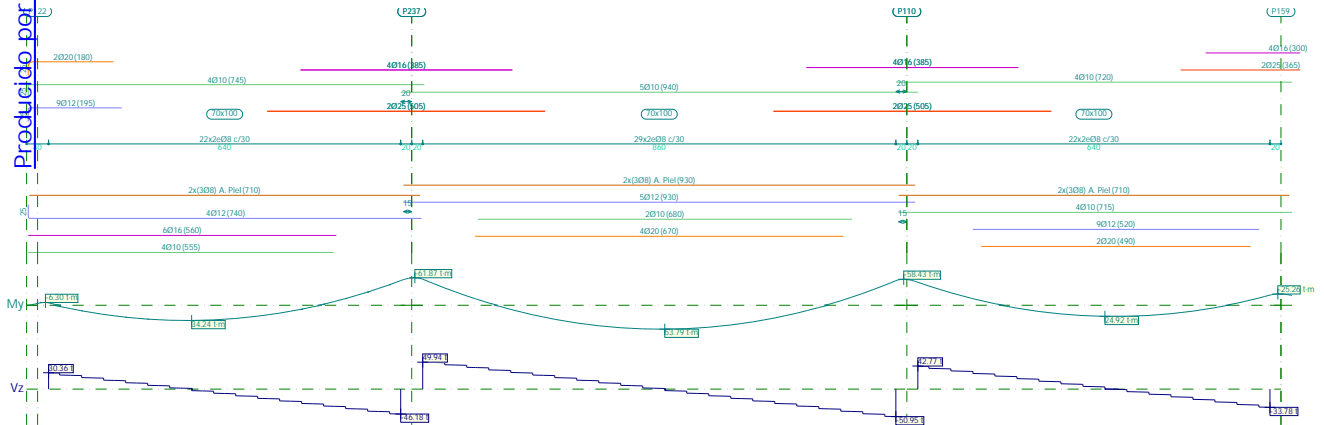 Producido por
P237
P110
P159
4Ø16 (300)
2Ø20 (180)
4Ø16 (385)
4Ø16 (385)
2Ø25 (365)
4Ø10 (745)
5Ø10 (940)
20
4Ø10 (720)
20
9Ø12 (195)
2Ø25 (505)
2Ø25 (505)
70x100
70x100
70x100
22x2eØ8 c/30
29x2eØ8 c/30
22x2eØ8 c/30
640
20 20
860
20 20
640
20
2x(3Ø8) A. Piel (710)
2x(3Ø8) A. Piel (930)
2x(3Ø8) A. Piel (710)
25
4Ø12 (740)
15
5Ø12 (930)
15
4Ø10 (715)
2Ø10 (680)
6Ø16 (560)
4Ø20 (670)
9Ø12 (520)
4Ø10 (555)
2Ø20 (490)
My
-6.30 t·m
-61.87 t·m
-58.43 t·m
-25.26 t·m
34.24 t·m
53.79 t·m
24.92 t·m
Vz
30.36 t
49.94 t
42.77 t
-46.18 t
-50.95 t
-33.78 t